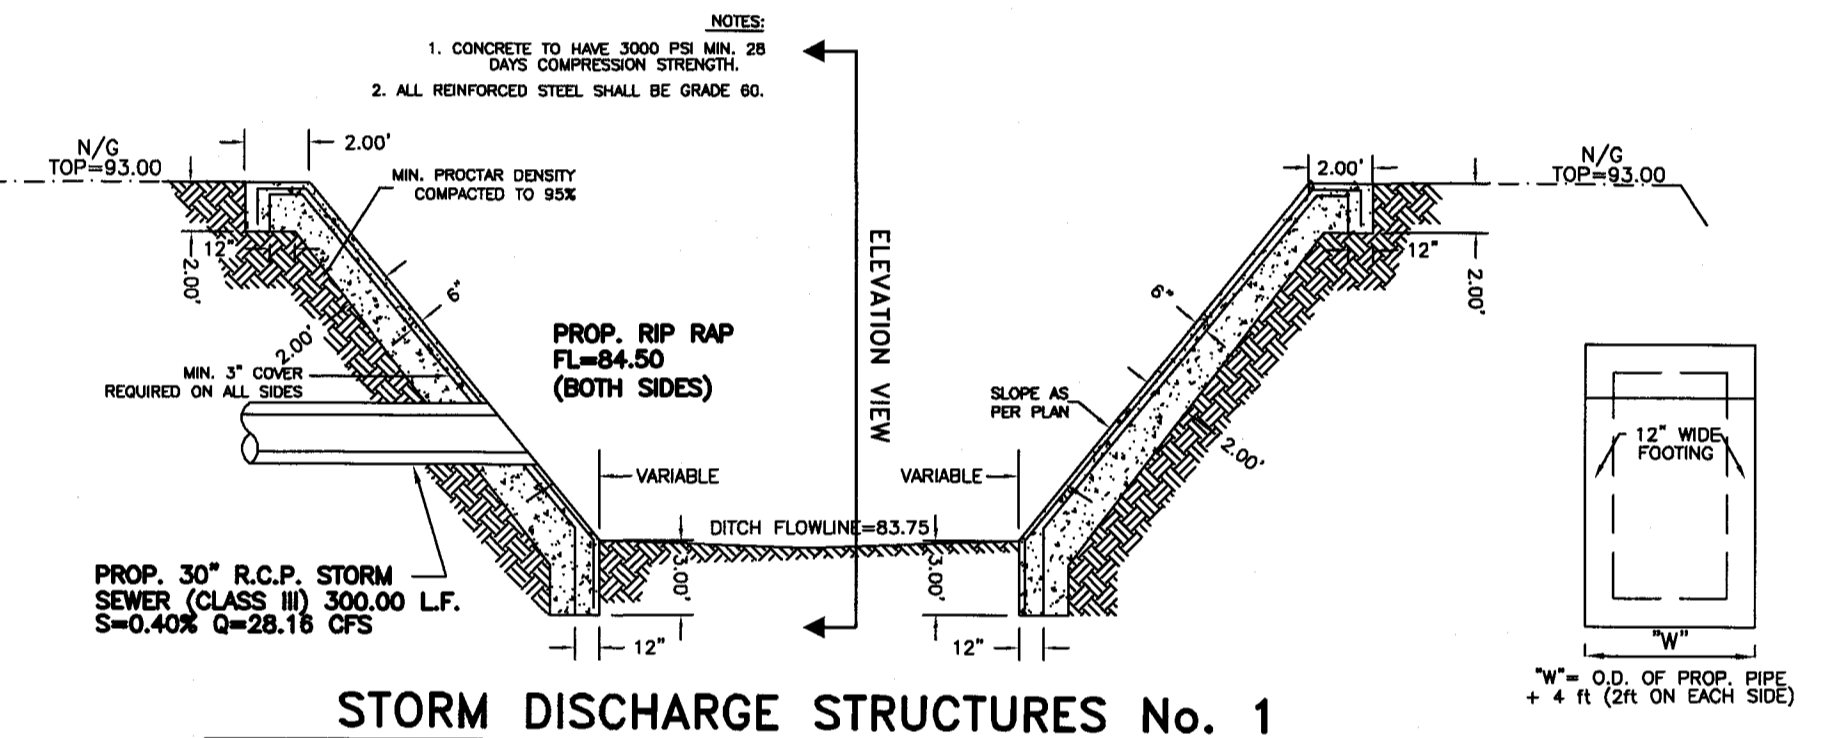 NOTES:
1. CONCRETE TO HAVE 3000 PSI MIN. 28
DAYS COMPRESSION STRENGTH.
2. ALL REINFORCED STEEL SHALL BE GRADE 60.
N/G
TOP=93.00
2.00'
MIN. PROCTAR DENSITY
COMPACTED TO 95%
12"
2.00'
6"
2.00'
MIN. 3" COVER
REQUIRED ON ALL SIDES
PROP. RIP RAP
FL=84.50
(BOTH SIDES)
VARIABLE
PROP. 30" R.C.P. STORM
SEWER (CLASS III) 300.00 L.F.
S=0.40% Q=28.16 CFS
3.00'
12"
DITCH FLOWLINE=83.75
ELEVATION VIEW
N/G
TOP=93.00
2.00'
12"
2.00'
6"
SLOPE AS
PER PLAN
2.00'
VARIABLE
3.00'
12"
12" WIDE
FOOTING
"W"
"W"= O.D. OF PROP. PIPE
+ 4 ft (2ft ON EACH SIDE)
STORM DISCHARGE STRUCTURES No. 1